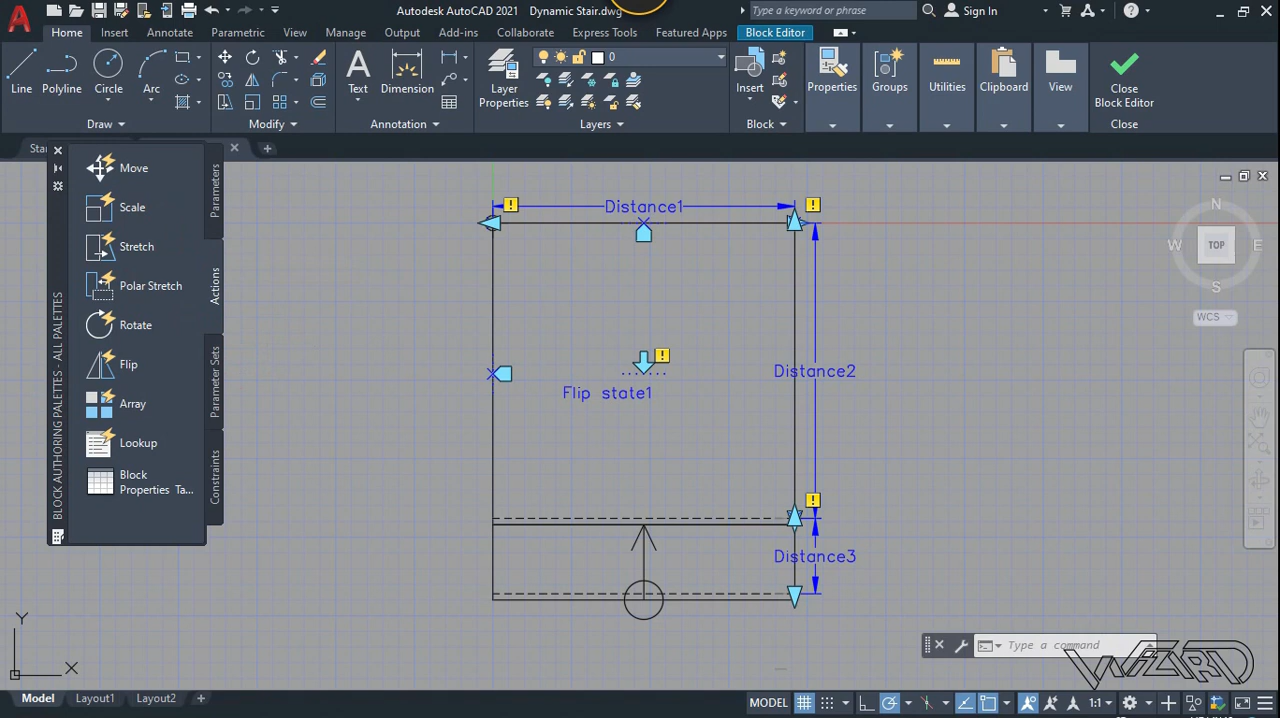 Autodesk AutoCAD 2021 Dynamic Stair.dwg
Type a keyword or phrase
Sign In
Home Insert Annotate Parametric View Manage Output Add-ins Collaborate Express Tools Featured Apps Block Editor
Line
Polyline
Circle
Arc
Draw
Modify
Text
Dimension
Annotation
Layer
Properties
0
Layers
Insert
Block
Properties
Groups
Utilities
Clipboard
View
Close
Block Editor
Close
Star
Move
Scale
Stretch
Polar Stretch
Rotate
Flip
Array
Lookup
Block
Properties Ta...
Parameters
Actions
Parameter Sets
Constraints
BLOCK AUTHORING PALETTES - ALL PALETTES
Distance1
Distance2
Flip state1
Distance3
N
W
TOP
E
S
WCS
Y
X
Type a command
WIZARD
Model Layout1 Layout2
MODEL
1:1